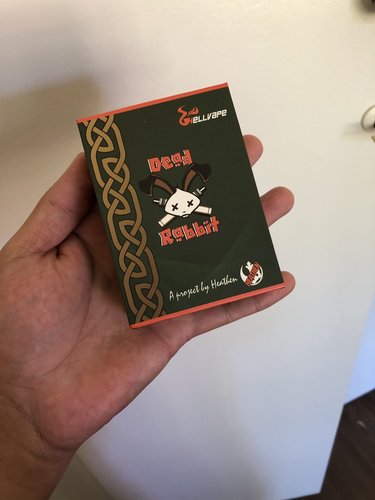 HELLVAPE
Dead
Rabbit
A project by Heathen